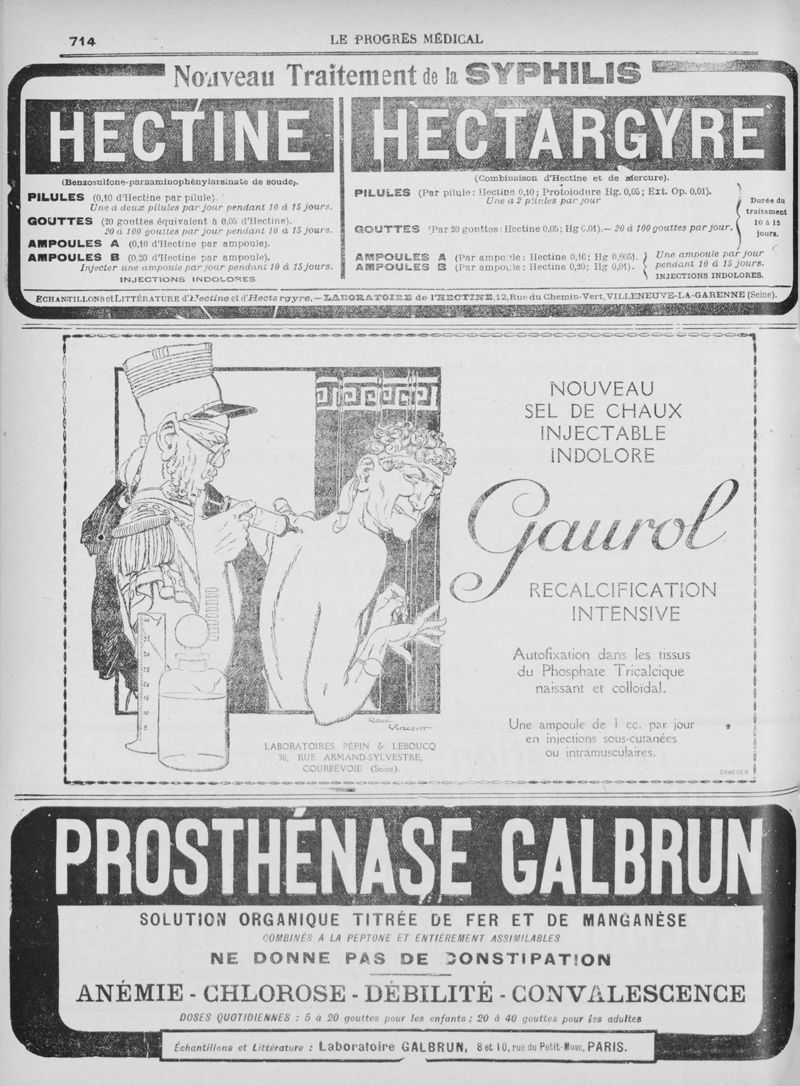 714
LE PROGRÈS MÉDICAL
Nouveau Traitement de la SYPHILIS
HECTINE
(Benzosulfone-paraaminophénylarsinate de soude).
PILULES (0,10 d'Hectine par pilule).
Une à deux pilules par jour pendant 10 à 15 jours.
GOUTTES (20 gouttes équivalent à 0,05 d'Hectine).
20 à 100 gouttes par jour pendant 10 à 15 jours.
AMPOULES A (0,10 d'Hectine par ampoule).
AMPOULES B (0,20 d'Hectine par ampoule).
Injecter une ampoule par jour pendant 10 à 15 jours.
INJECTIONS INDOLORES
HECTARGYRE
(Combinaison d'Hectine et de Mercure).
PILULES (Par pilule : Hectine 0,10; Protoiodure Hg. 0,05; Ext. Op. 0,01).
Une à 2 pilules par jour
GOUTTES (Par 20 gouttes : Hectine 0,05; Hg 0,01). — 20 à 100 gouttes par jour.
Durée du
traitement
10 à 15
jours.
AMPOULES A (Par ampoule : Hectine 0,10; Hg 0,005).
AMPOULES B (Par ampoule : Hectine 0,20; Hg 0,01).
Une ampoule par jour
pendant 10 à 15 jours.
INJECTIONS INDOLORES.
ECHANTILLONS et LITTÉRATURE d'Hectine et d'Hectargyre. — LABORATOIRE de l'HECTINE, 12, Rue du Chemin-Vert, VILLENEUVE-LA-GARENNE (Seine).
NOUVEAU
SEL DE CHAUX
INJECTABLE
INDOLORE
Gaurol
RECALCIFICATION
INTENSIVE
Autofixation dans les tissus
du Phosphate Tricalcique
naissant et colloïdal.
Une ampoule de 1 cc. par jour
en injections sous-cutanées
ou intramusculaires.
René
Vincent
LABORATOIRES PÉPIN & LEBOUCQ
30, RUE ARMAND-SYLVESTRE,
COURBEVOIE (Seine).
DRAEGER
PROSTHÉNASE GALBRUN
SOLUTION ORGANIQUE TITRÉE DE FER ET DE MANGANÈSE
COMBINÉS A LA PEPTONE ET ENTIÈREMENT ASSIMILABLES
NE DONNE PAS DE CONSTIPATION
ANÉMIE - CHLOROSE - DÉBILITÉ - CONVALESCENCE
DOSES QUOTIDIENNES : 5 à 20 gouttes pour les enfants ; 20 à 40 gouttes pour les adultes
Échantillons et Littérature : Laboratoire GALBRUN, 8 et 10, rue du Petit-Musc, PARIS.